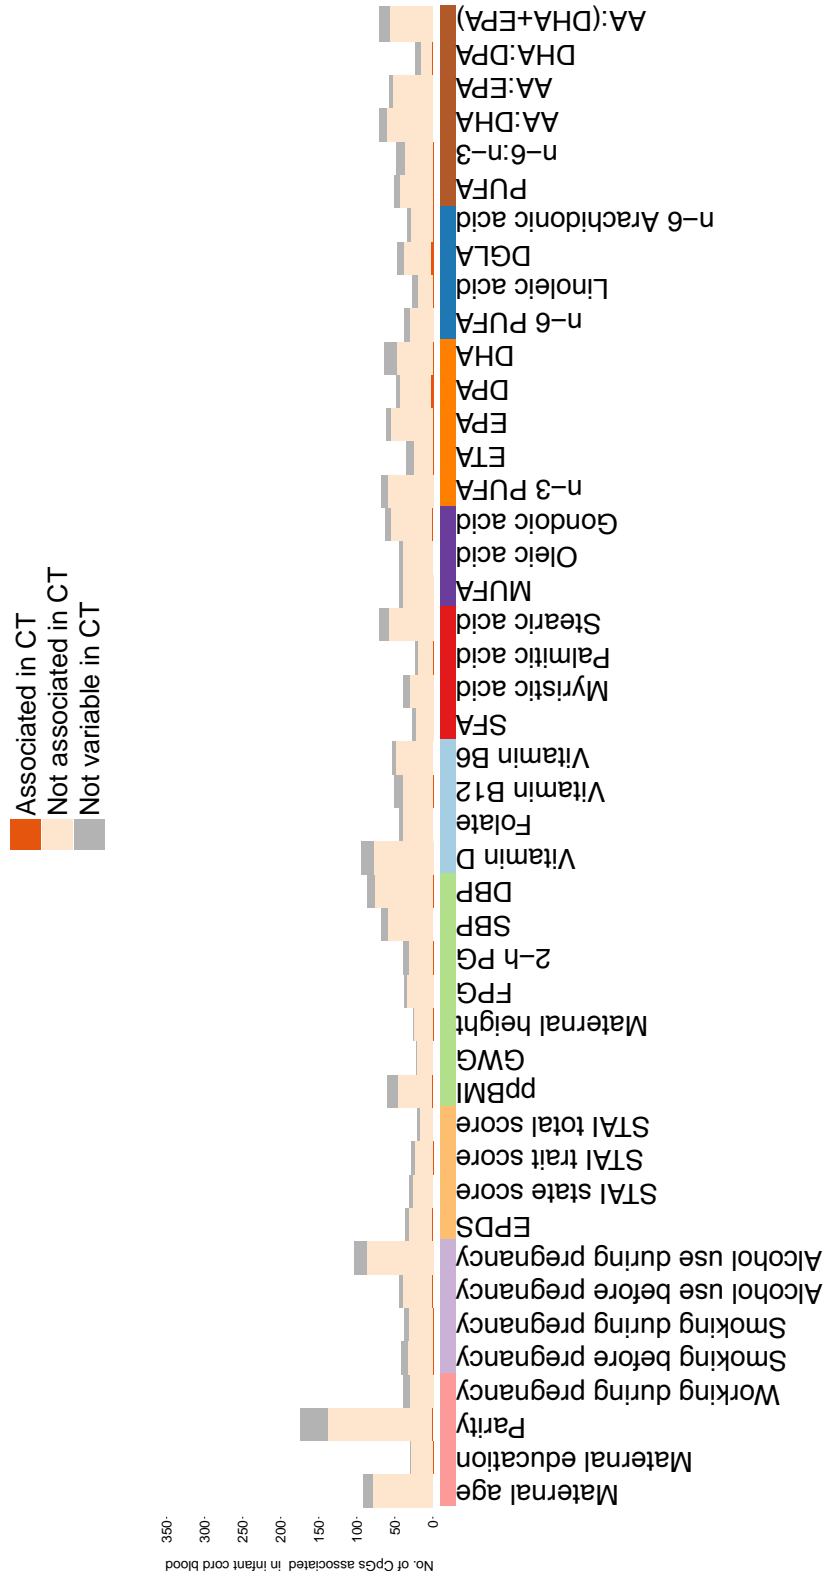 Associated in CT
Not associated in CT
Not variable in CT
No. of CpGs associated in infant cord blood
350-
300-
250-
200-
150-
100-
50-
0-
Maternal age
Maternal education
Parity
Working during pregnancy
Smoking before pregnancy
Smoking during pregnancy
Alcohol use before pregnancy
Alcohol use during pregnancy
EPDS
STAI state score
STAI trait score
STAI total score
ppBMI
GWG
Maternal height
FPG
2−h PG
SBP
DBP
Vitamin D
Folate
Vitamin B12
Vitamin B6
SFA
Myristic acid
Palmitic acid
Stearic acid
MUFA
Oleic acid
Gondoic acid
n−3 PUFA
ETA
EPA
DPA
DHA
n−6 PUFA
Linoleic acid
DGLA
n−6 Arachidonic acid
PUFA
n−6:n−3
AA:DHA
AA:EPA
DHA:DPA
AA:(DHA+EPA)